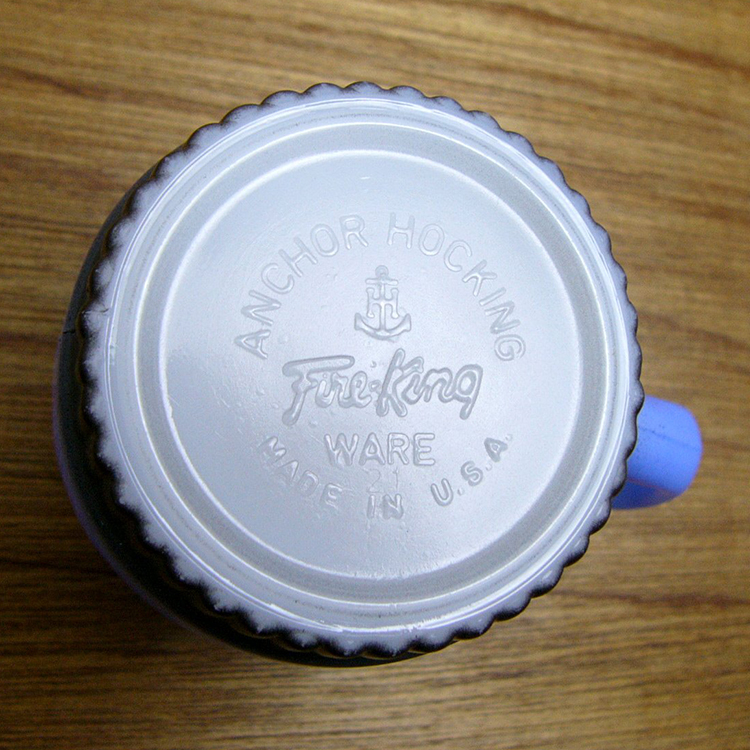 ANCHOR HOCKING
H
Fire-King
WARE
21
MADE IN U.S.A.